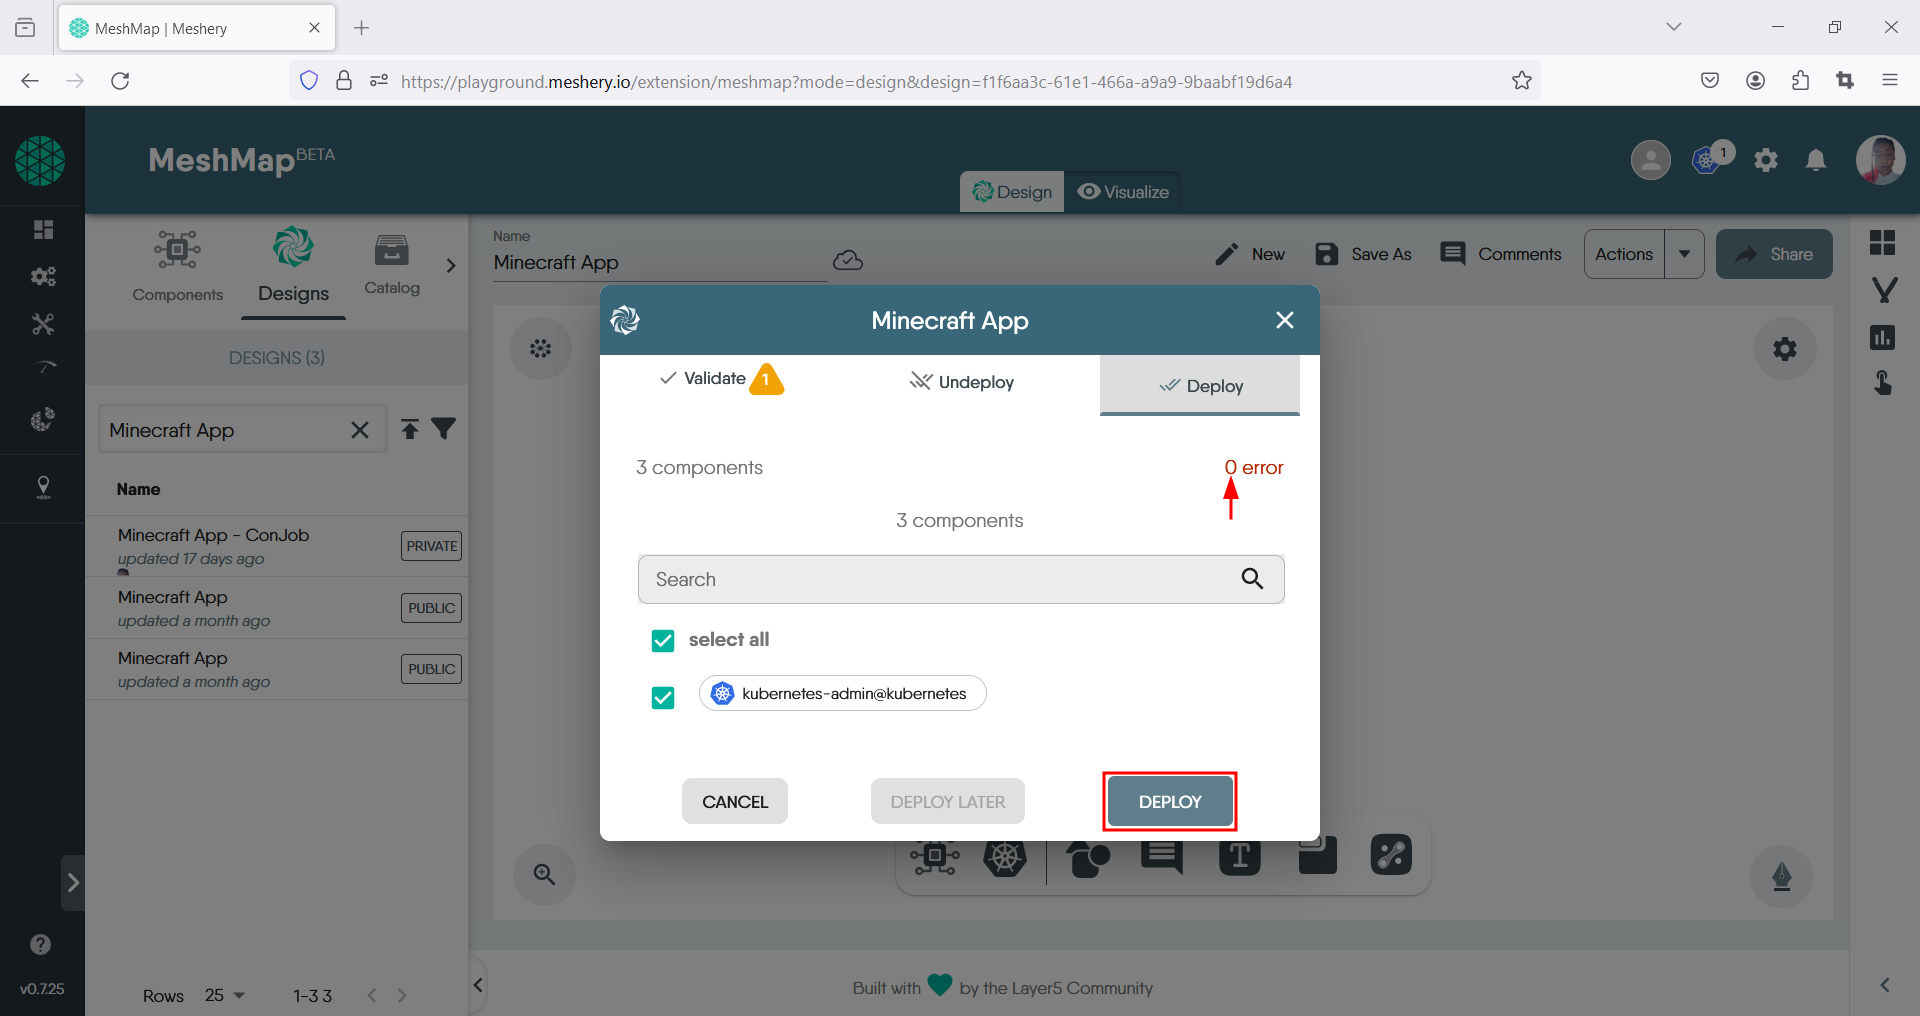 MeshMap | Meshery
https://playground.meshery.io/extension/meshmap?mode=design&design=f1f6aa3c-61e1-466a-a9a9-9baabf19d6a4
MeshMap BETA
1
Design
Visualize
Components
Designs
Catalog
Name
Minecraft App
New
Save As
Comments
Actions
Share
DESIGNS (3)
Minecraft App
Name
Minecraft App - ConJob
updated 17 days ago
PRIVATE
Minecraft App
updated a month ago
PUBLIC
Minecraft App
updated a month ago
PUBLIC
Rows 25 1-3 3
v0.7.25
Minecraft App
Validate 1
Undeploy
Deploy
3 components
0 error
3 components
Search
select all
kubernetes-admin@kubernetes
CANCEL
DEPLOY LATER
DEPLOY
T
Built with by the Layer5 Community